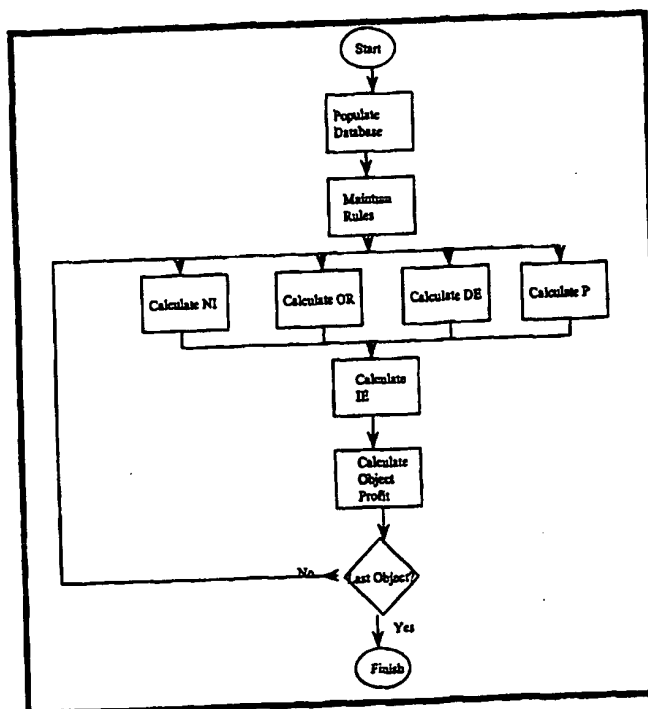 Start
Populate
Database
Maintian
Rules
Calculate NI
Calculate OR
Calculate DE
Calculate P
Calculate
IE
Calculate
Object
Profit
No
Last Object?
Yes
Finish